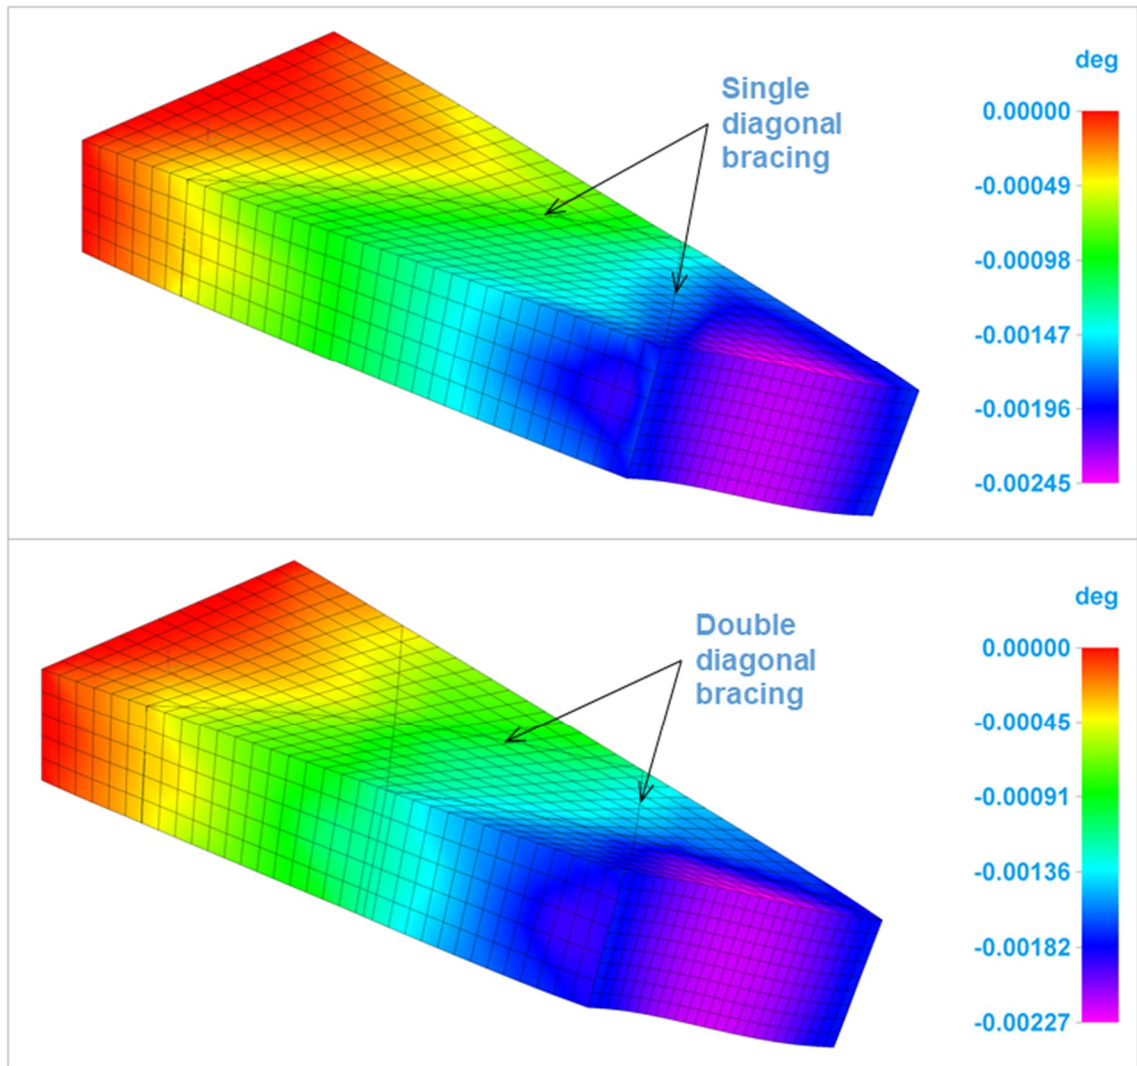 deg
Single
diagonal
bracing
0.00000
-0.00049
-0.00098
-0.00147
-0.00196
-0.00245
deg
Double
diagonal
bracing
0.00000
-0.00045
-0.00091
-0.00136
-0.00182
-0.00227